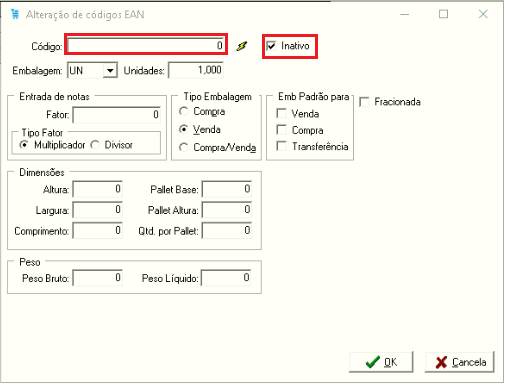 Alteração de códigos EAN
Código: 0 Inativo
Embalagem: UN Unidades: 1,000
Entrada de notas Tipo Embalagem Emb Padrão para Fracionada
Fator: 0 Compra Venda
Tipo Fator Venda Compra
Multiplicador Divisor Compra/Venda Transferência
Dimensões
Altura: 0 Pallet Base: 0
Largura: 0 Pallet Altura: 0
Comprimento: 0 Qtd. por Pallet: 0
Peso
Peso Bruto: 0 Peso Líquido: 0
OK Cancela